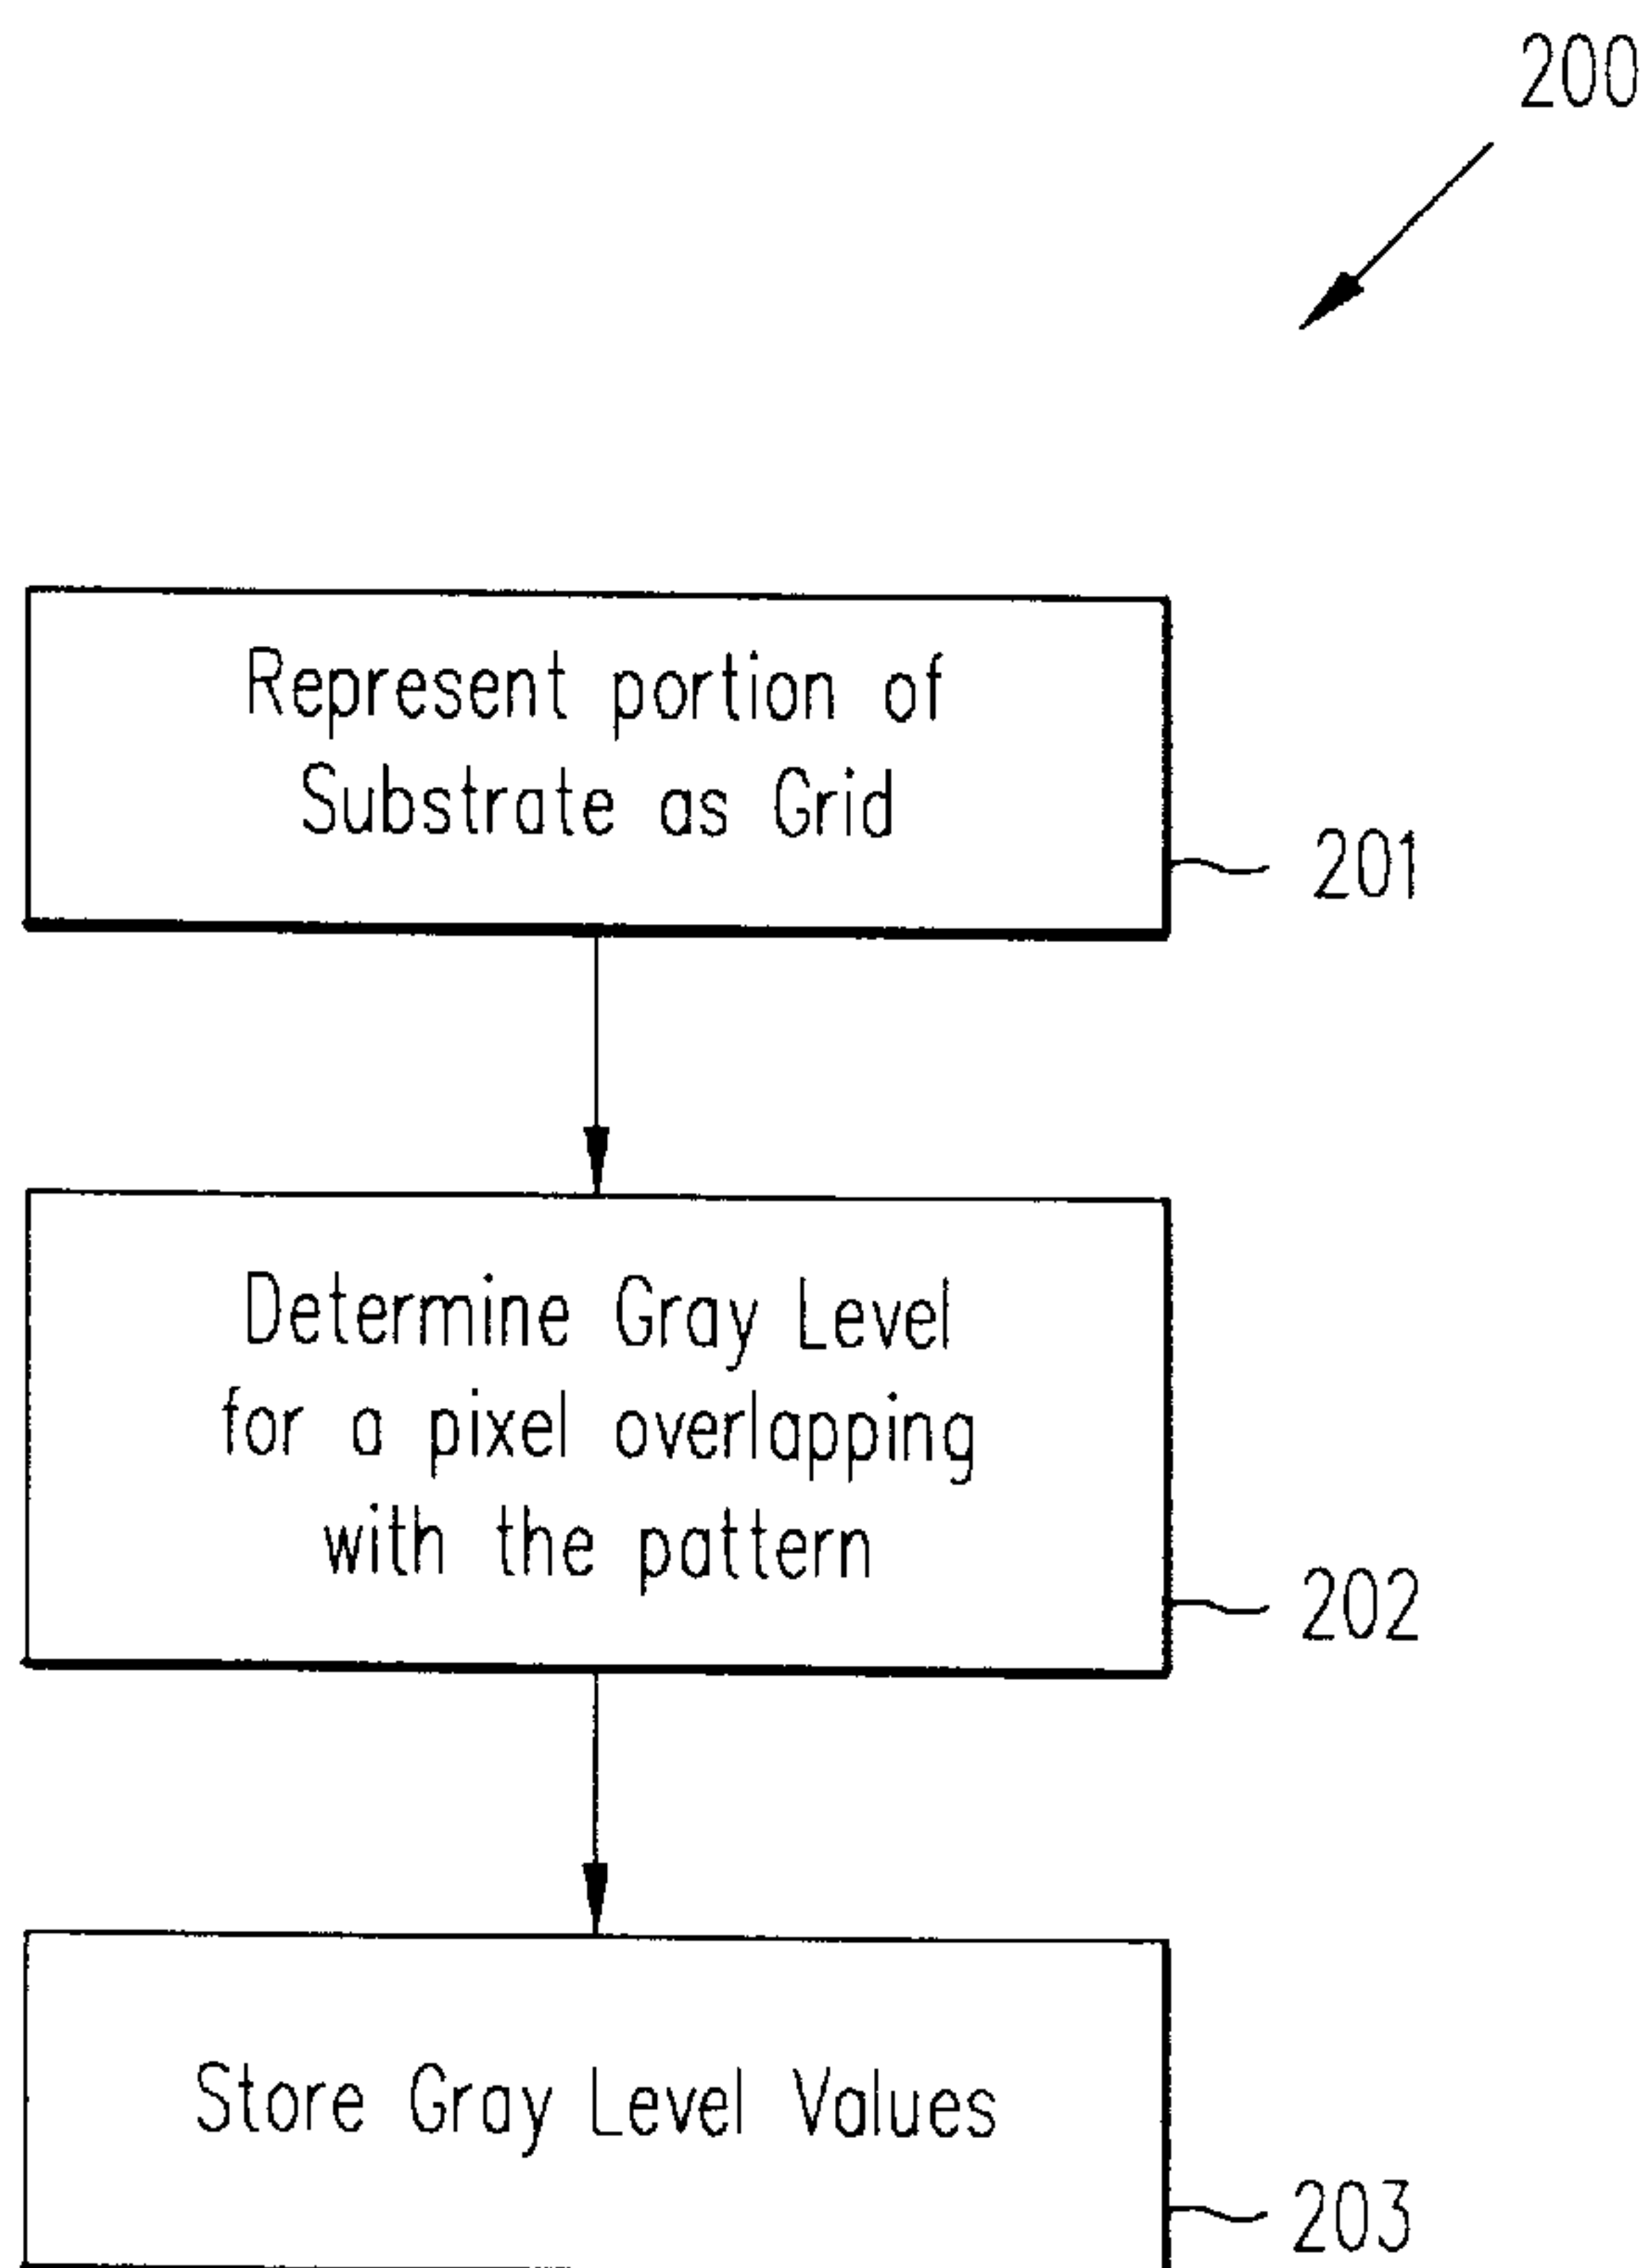 200
Represent portion of
Substrate as Grid
201
Determine Gray Level
for a pixel overlapping
with the pattern
202
Store Gray Level Values
203